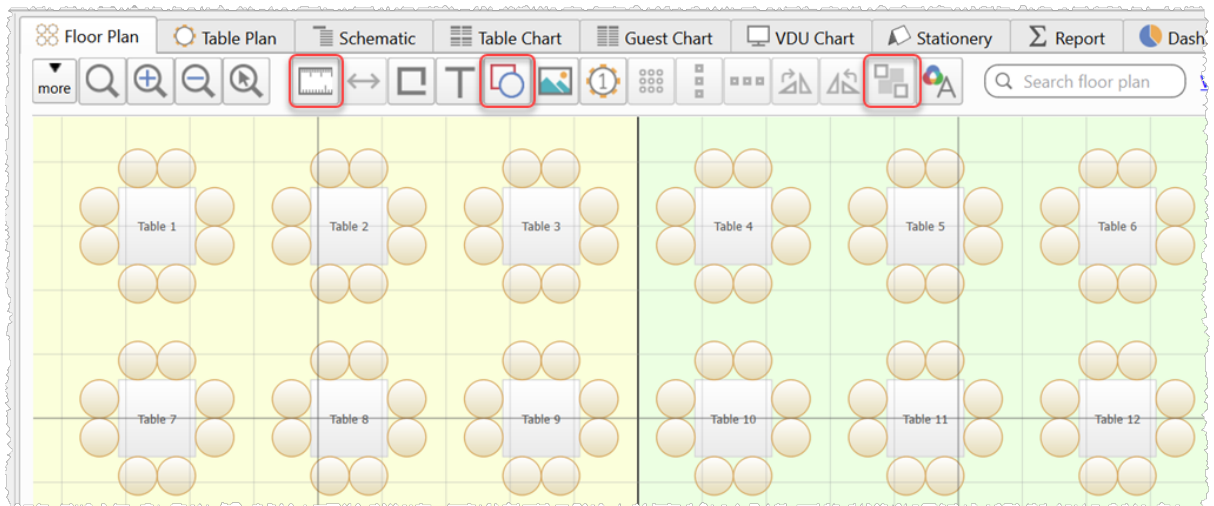 Floor Plan
Table Plan
Schematic
Table Chart
Guest Chart
VDU Chart
Stationery
Σ Report
Dash
more
T
1
A
Search floor plan
Table 1
Table 2
Table 3
Table 4
Table 5
Table 6
Table 7
Table 8
Table 9
Table 10
Table 11
Table 12